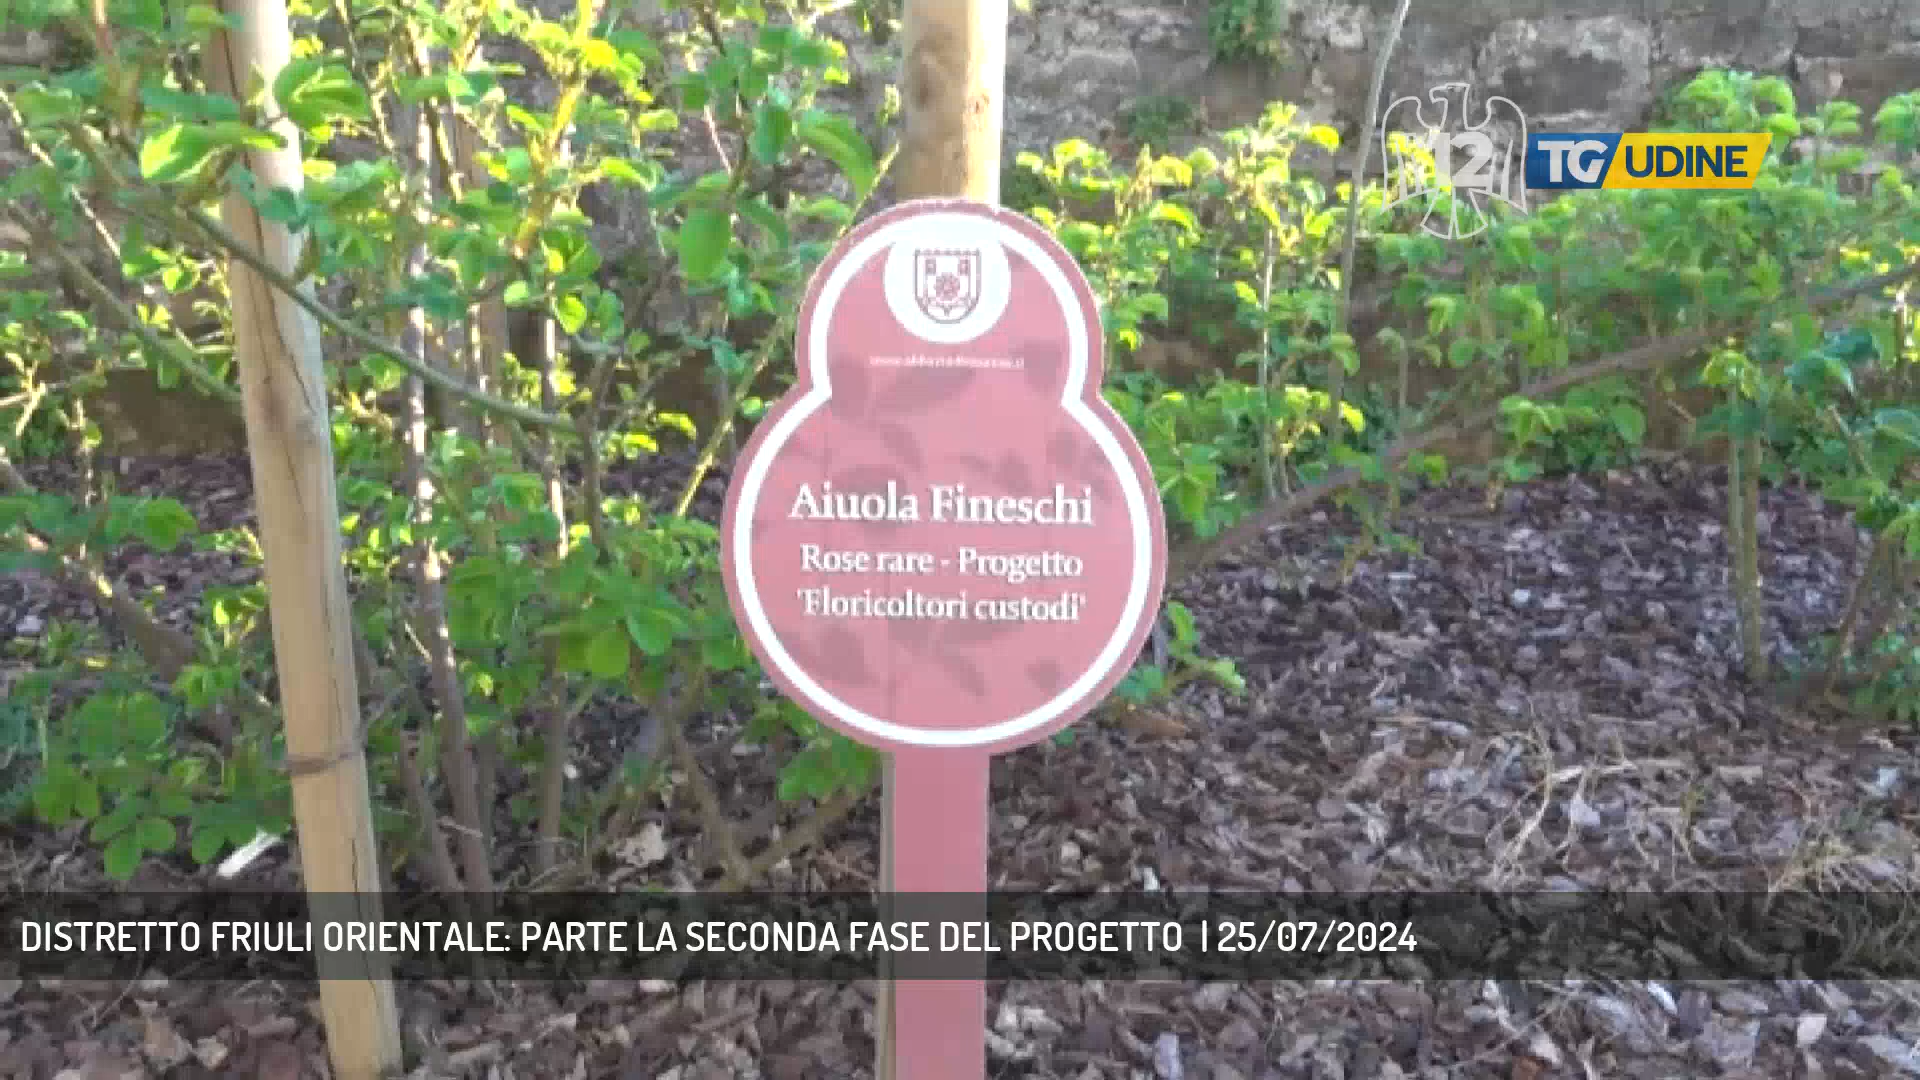 12 TG UDINE
Aiuola Fineschi
Rose rare - Progetto
'Floricoltori custodi'
DISTRETTO FRIULI ORIENTALE: PARTE LA SECONDA FASE DEL PROGETTO | 25/07/2024